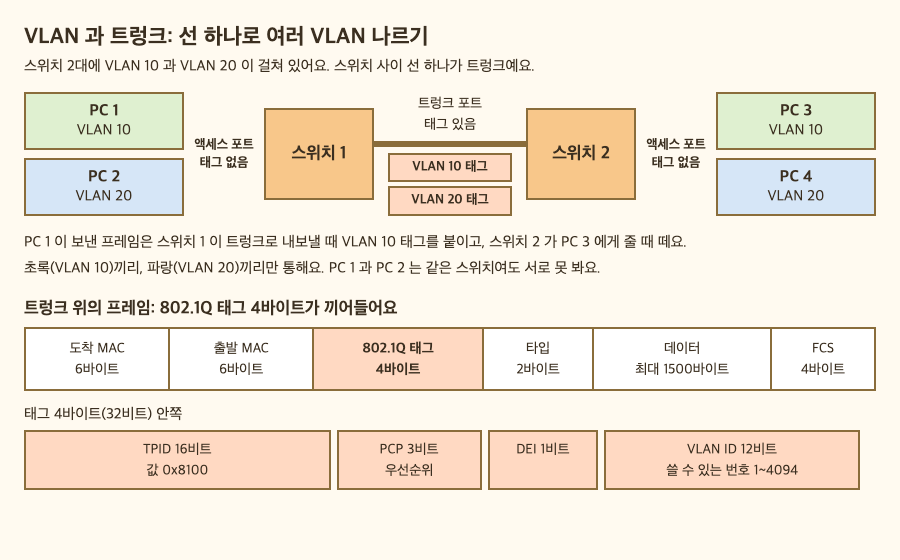 VLAN 과 트렁크: 선 하나로 여러 VLAN 나르기
스위치 2대에 VLAN 10 과 VLAN 20 이 걸쳐 있어요. 스위치 사이 선 하나가 트렁크예요.
PC 1
VLAN 10
PC 2
VLAN 20
액세스 포트
태그 없음
스위치 1
트렁크 포트
태그 있음
VLAN 10 태그
VLAN 20 태그
스위치 2
액세스 포트
태그 없음
PC 3
VLAN 10
PC 4
VLAN 20
PC 1 이 보낸 프레임은 스위치 1 이 트렁크로 내보낼 때 VLAN 10 태그를 붙이고, 스위치 2 가 PC 3 에게 줄 때 떼요.
초록(VLAN 10)끼리, 파랑(VLAN 20)끼리만 통해요. PC 1 과 PC 2 는 같은 스위치여도 서로 못 봐요.
트렁크 위의 프레임: 802.1Q 태그 4바이트가 끼어들어요
도착 MAC
6바이트
출발 MAC
6바이트
802.1Q 태그
4바이트
타입
2바이트
데이터
최대 1500바이트
FCS
4바이트
태그 4바이트(32비트) 안쪽
TPID 16비트
값 0x8100
PCP 3비트
우선순위
DEI 1비트
VLAN ID 12비트
쓸 수 있는 번호 1~4094